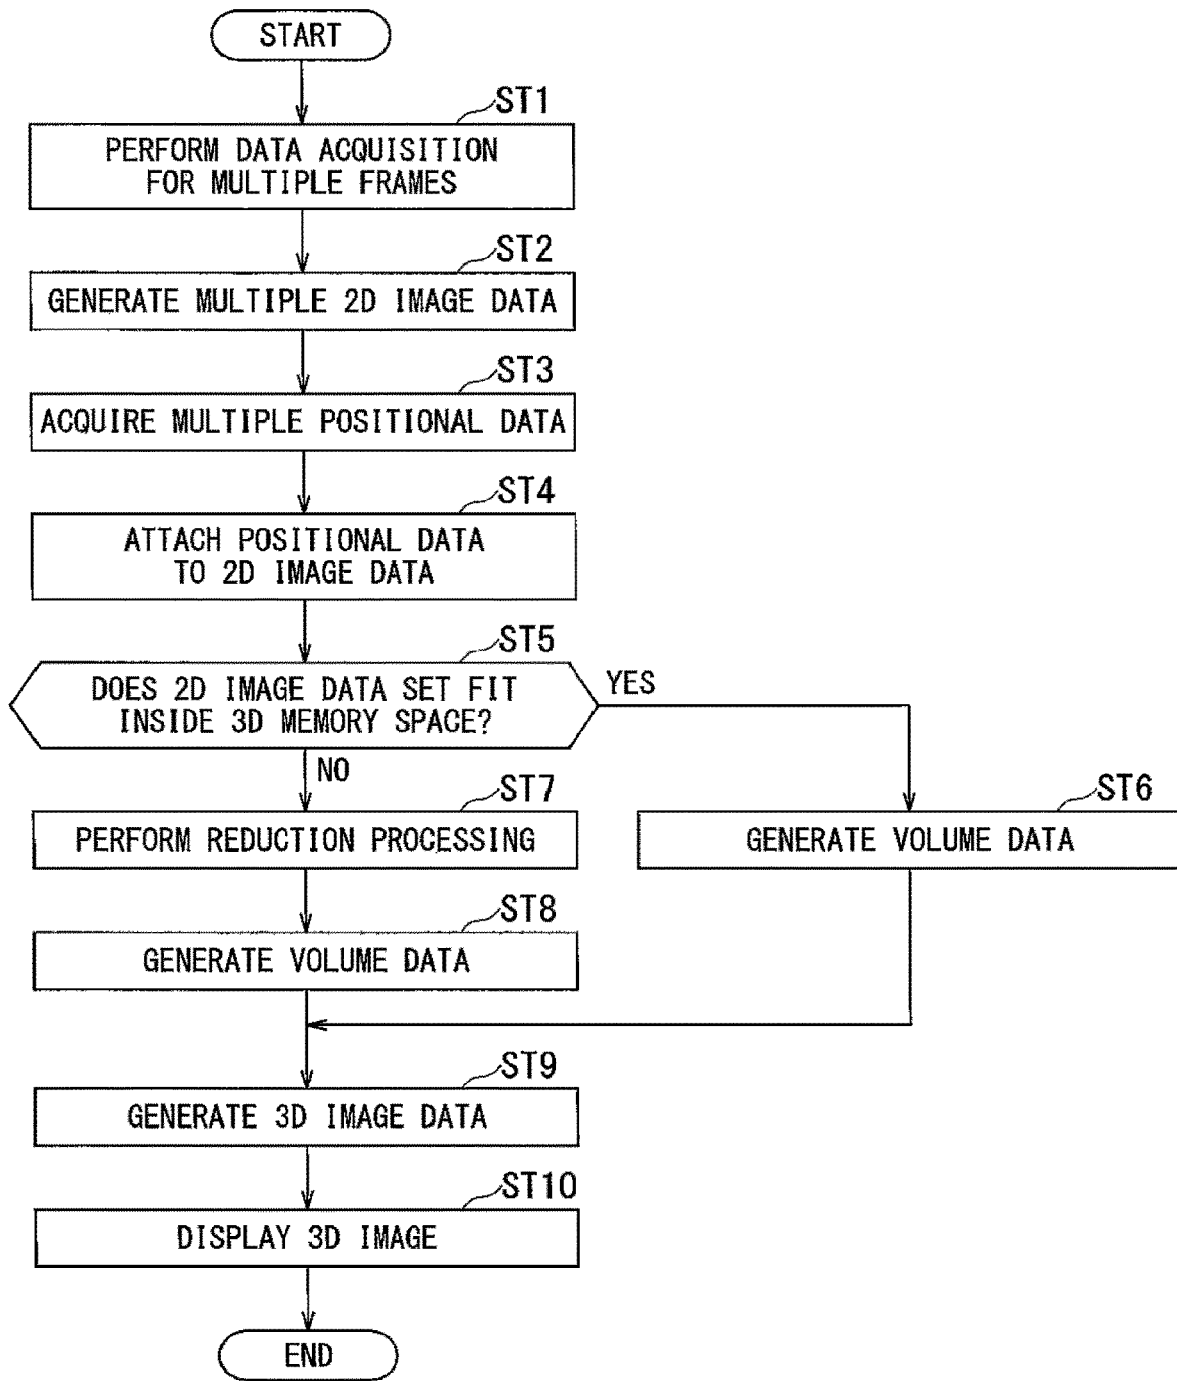 START
ST1
PERFORM DATA ACQUISITION
FOR MULTIPLE FRAMES
ST2
GENERATE MULTIPLE 2D IMAGE DATA
ST3
ACQUIRE MULTIPLE POSITIONAL DATA
ST4
ATTACH POSITIONAL DATA
TO 2D IMAGE DATA
ST5
DOES 2D IMAGE DATA SET FIT
INSIDE 3D MEMORY SPACE?
YES
NO
ST7
PERFORM REDUCTION PROCESSING
ST6
GENERATE VOLUME DATA
ST8
GENERATE VOLUME DATA
ST9
GENERATE 3D IMAGE DATA
ST10
DISPLAY 3D IMAGE
END